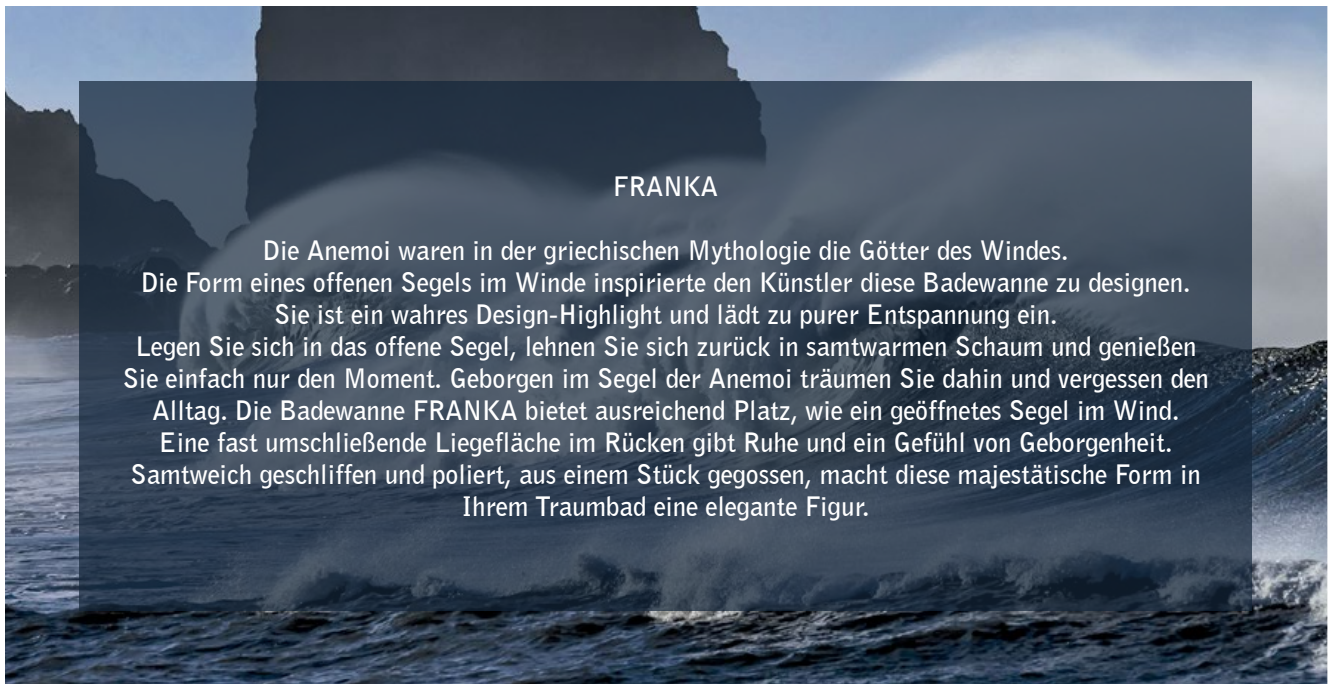 FRANKA
Die Anemoi waren in der griechischen Mythologie die Götter des Windes.
Die Form eines offenen Segels im Winde inspirierte den Künstler diese Badewanne zu designen.
Sie ist ein wahres Design-Highlight und lädt zu purer Entspannung ein.
Legen Sie sich in das offene Segel, lehnen Sie sich zurück in samtwarmen Schaum und genießen
Sie einfach nur den Moment. Geborgen im Segel der Anemoi träumen Sie dahin und vergessen den
Alltag. Die Badewanne FRANKA bietet ausreichend Platz, wie ein geöffnetes Segel im Wind.
Eine fast umschließende Liegefläche im Rücken gibt Ruhe und ein Gefühl von Geborgenheit.
Samtweich geschliffen und poliert, aus einem Stück gegossen, macht diese majestätische Form in
Ihrem Traumbad eine elegante Figur.